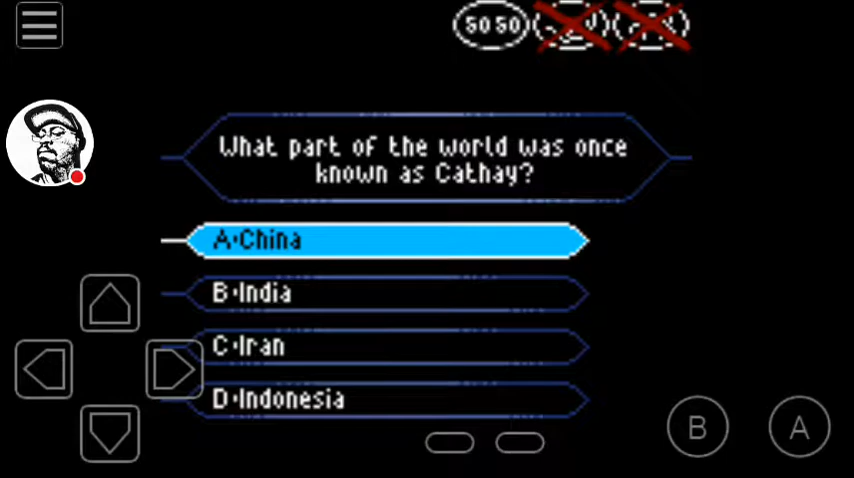 50 50
What part of the world was once
known as Cathay?
A•China
B•India
C•Iran
D•Indonesia
B A